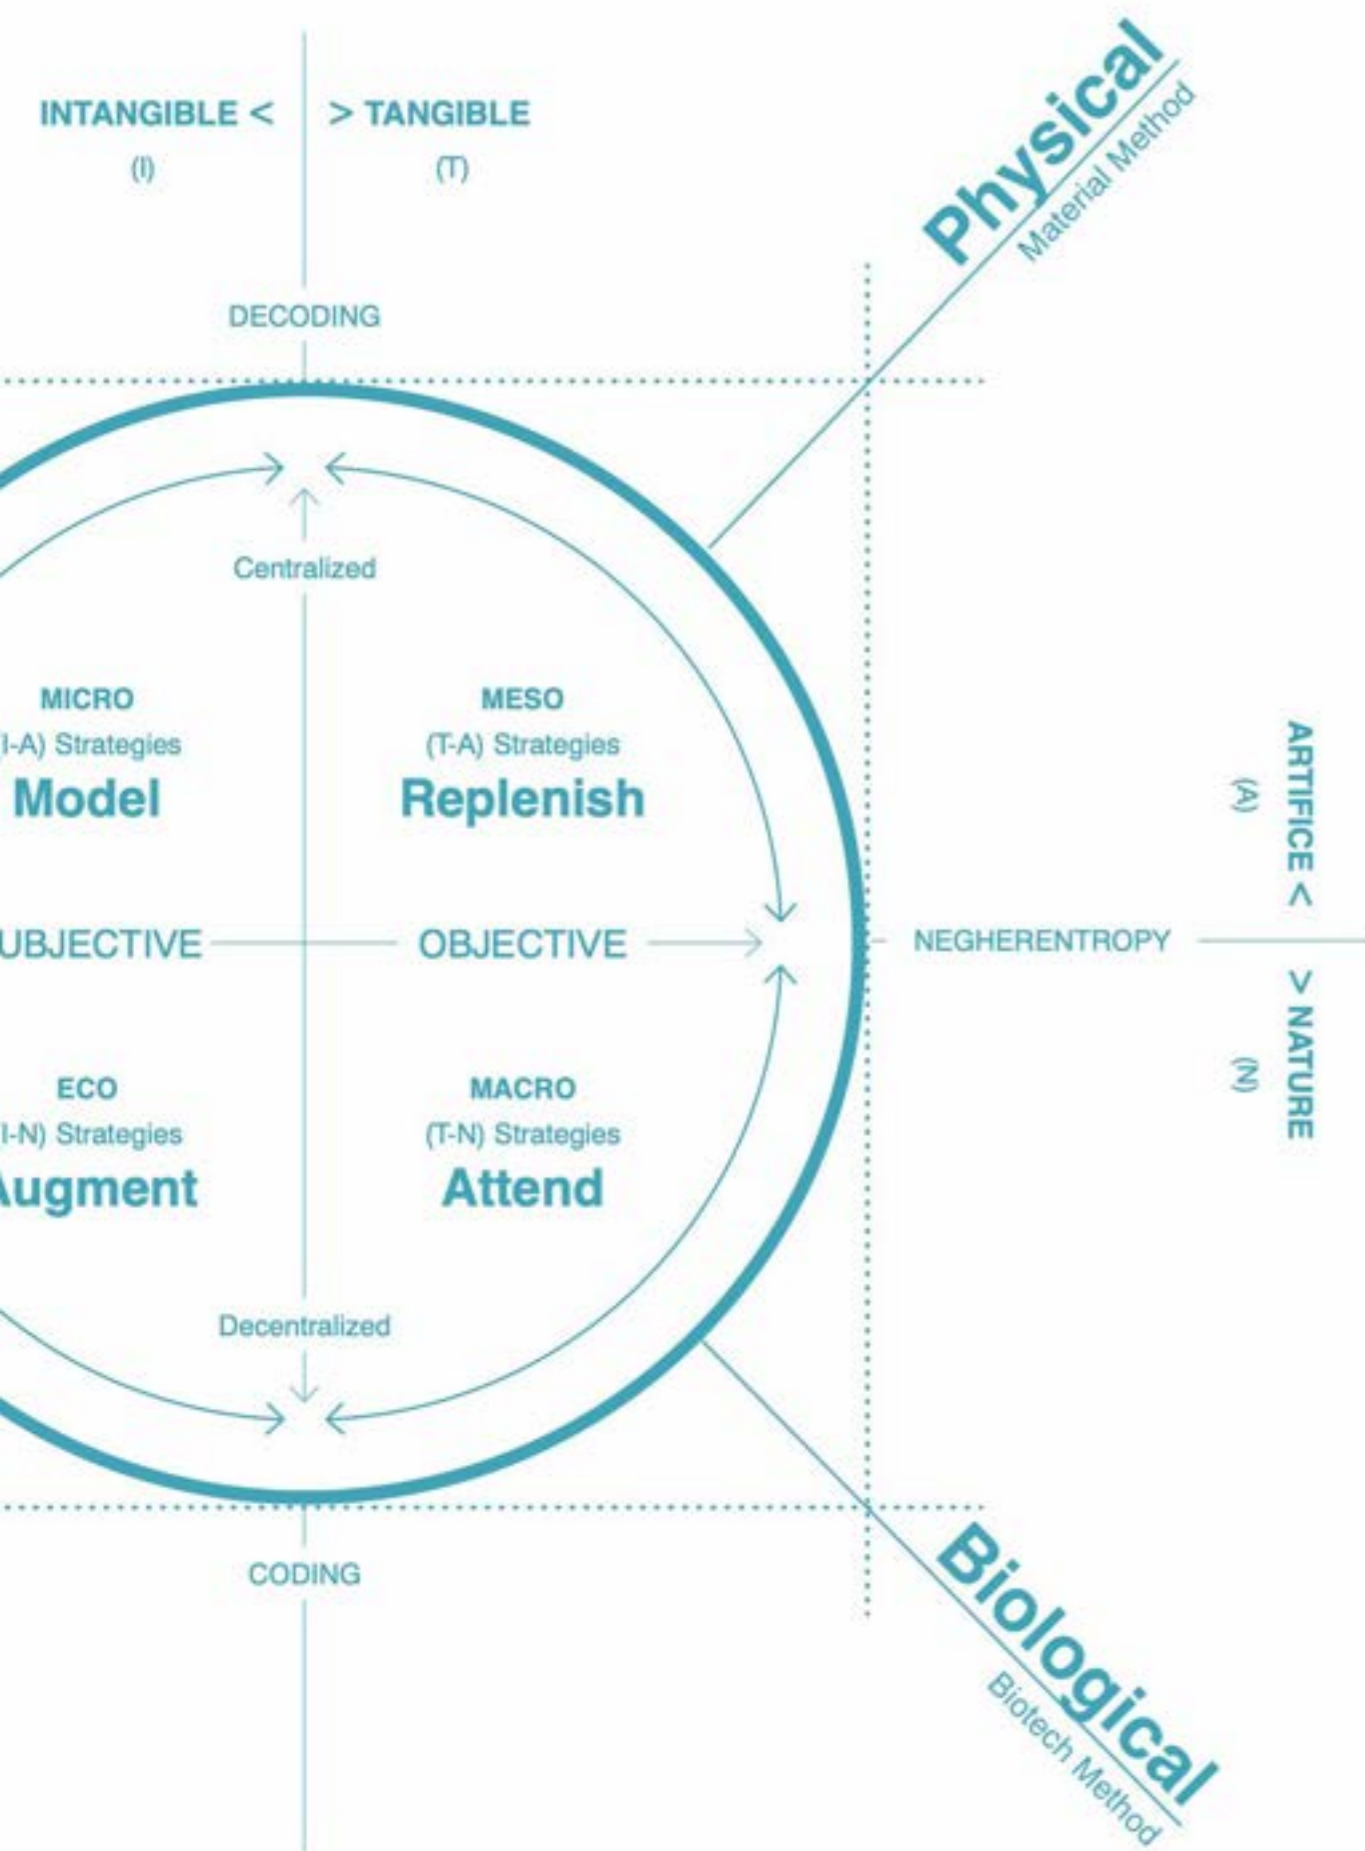 INTANGIBLE <
> TANGIBLE
(I)
(T)
Physical
Material Method
DECODING
Centralized
MICRO
I-A) Strategies
Model
MESO
(T-A) Strategies
Replenish
ARTIFICE <
(A)
UBJECTIVE
OBJECTIVE
NEGHERENTROPY
> NATURE
(N)
ECO
I-N) Strategies
Augment
MACRO
(T-N) Strategies
Attend
Decentralized
CODING
Biological
Biotech Method